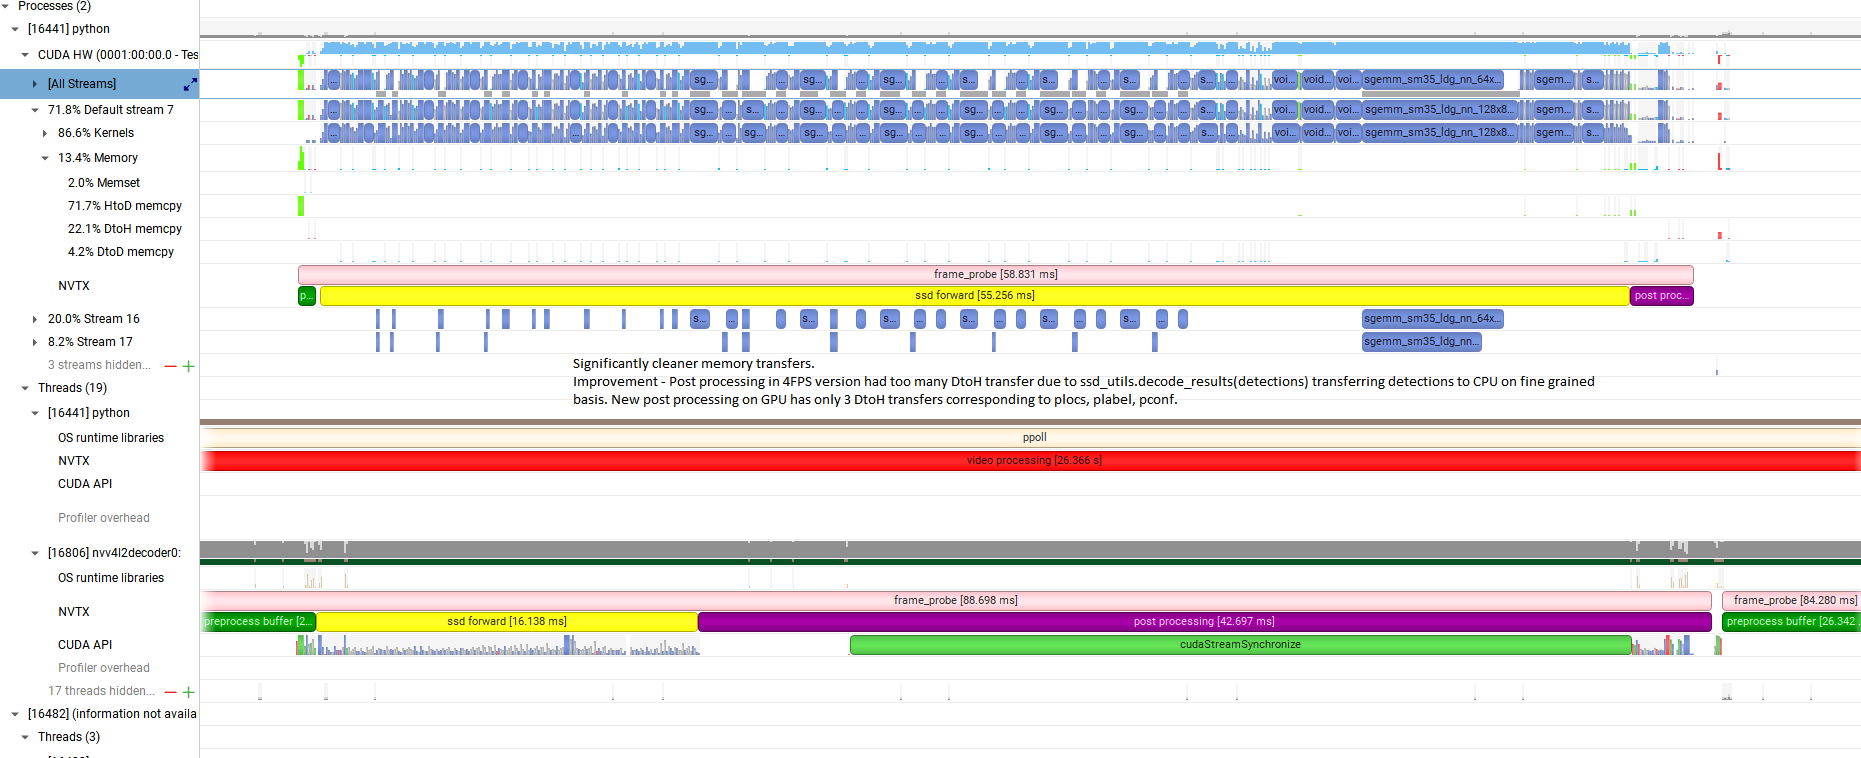 Processes (2)
[16441] python
CUDA HW (0001:00:00.0 - Tes
[All Streams]
sg... ... sg... ... sg... ... s... ... s... ... s... ... s... voi... void... voi... sgemm_sm35_ldg_nn_64x... sgem... s...
71.8% Default stream 7
sg... ... s... ... sg... ... sg... ... sg... ... sg... ... sg... ... s... ... voi... void... voi... sgemm_sm35_ldg_nn_128x8... sgem... s...
86.6% Kernels
sg... ... sg... ... sg... ... sg... ... sg... ... sg... ... sg... ... s... ... voi... void... voi... sgemm_sm35_ldg_nn_128x8... sgem... s...
13.4% Memory
2.0% Memset
71.7% HtoD memcpy
22.1% DtoH memcpy
4.2% DtoD memcpy
NVTX
frame_probe [58.831 ms]
p... ssd forward [55.256 ms] post proc...
20.0% Stream 16
s... ... s... s... ... s... ... s... ... s... ... sgemm_sm35_ldg_nn_64x...
8.2% Stream 17
sgemm_sm35_ldg_nn...
3 streams hidden...
Significantly cleaner memory transfers.
Improvement - Post processing in 4FPS version had too many DtoH transfer due to ssd_utils.decode_results(detections) transferring detections to CPU on fine grained
basis. New post processing on GPU has only 3 DtoH transfers corresponding to plocs, plabel, pconf.
Threads (19)
[16441] python
OS runtime libraries
ppoll
NVTX
video processing [26.366 s]
CUDA API
Profiler overhead
[16806] nvv4l2decoder0:
OS runtime libraries
NVTX
frame_probe [88.698 ms] frame_probe [84.280 ms]
preprocess buffer [2... ssd forward [16.138 ms] post processing [42.697 ms] preprocess buffer [26.342
CUDA API
cudaStreamSynchronize
Profiler overhead
17 threads hidden...
[16482] (information not availa
Threads (3)